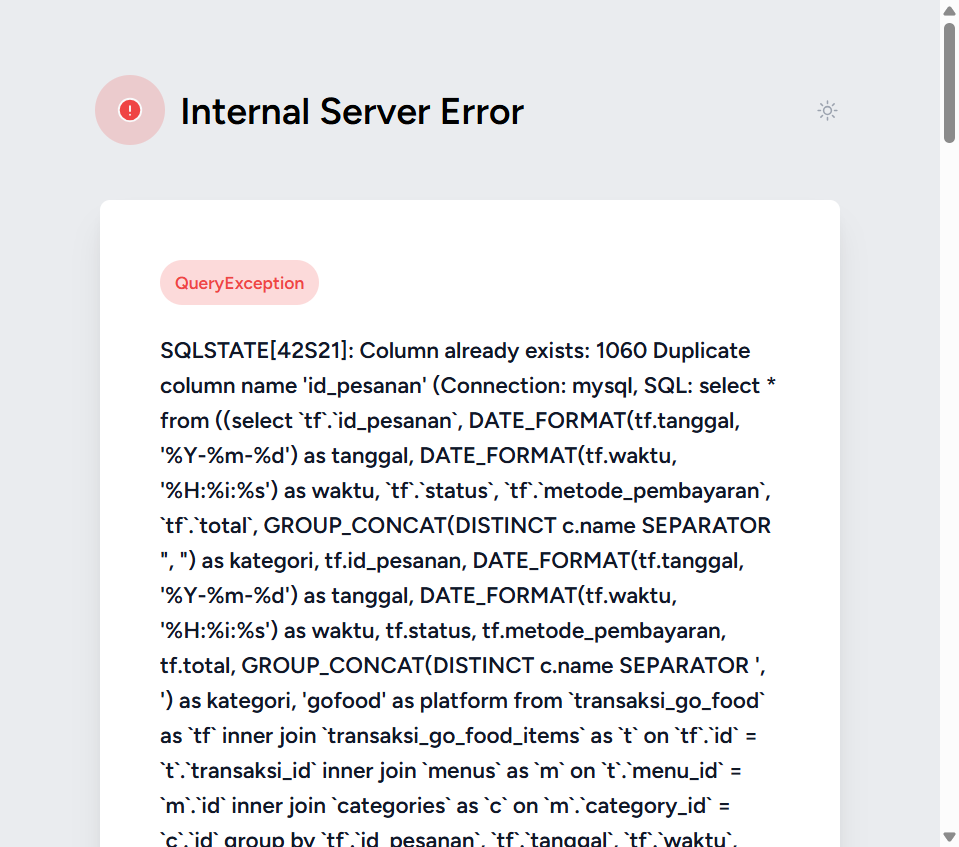 Internal Server Error
QueryException
SQLSTATE[42S21]: Column already exists: 1060 Duplicate
column name 'id_pesanan' (Connection: mysql, SQL: select *
from ((select `tf`.`id_pesanan`, DATE_FORMAT(tf.tanggal,
'%Y-%m-%d') as tanggal, DATE_FORMAT(tf.waktu,
'%H:%i:%s') as waktu, `tf`.`status`, `tf`.`metode_pembayaran`,
`tf`.`total`, GROUP_CONCAT(DISTINCT c.name SEPARATOR
", ") as kategori, tf.id_pesanan, DATE_FORMAT(tf.tanggal,
'%Y-%m-%d') as tanggal, DATE_FORMAT(tf.waktu,
'%H:%i:%s') as waktu, tf.status, tf.metode_pembayaran,
tf.total, GROUP_CONCAT(DISTINCT c.name SEPARATOR ',
') as kategori, 'gofood' as platform from `transaksi_go_food`
as `tf` inner join `transaksi_go_food_items` as `t` on `tf`.`id` =
`t`.`transaksi_id` inner join `menus` as `m` on `t`.`menu_id` =
`m`.`id` inner join `categories` as `c` on `m`.`category_id` =
`c`.`id` group by `tf`.`id_pesanan`, `tf`.`tanggal`, `tf`.`waktu`,